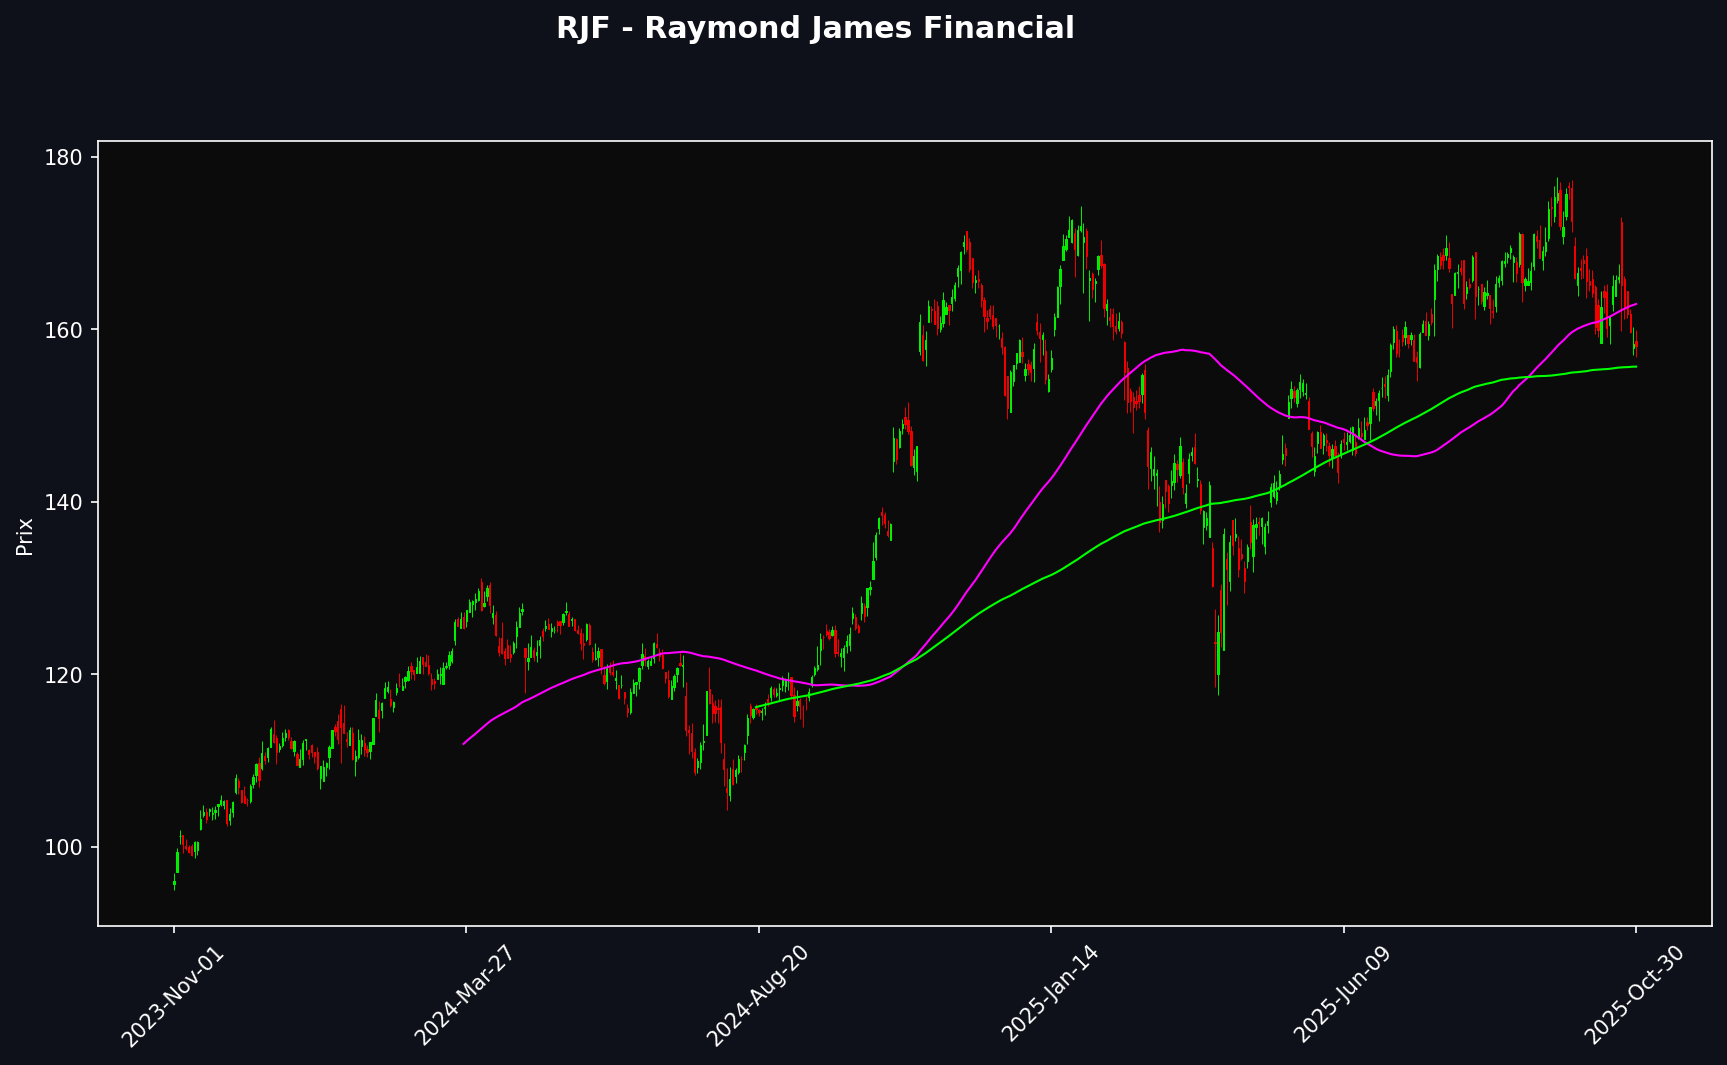 RJF - Raymond James Financial
180
160
140
120
100
Prix
2023-Nov-01
2024-Mar-27
2024-Aug-20
2025-Jan-14
2025-Jun-09
2025-Oct-30